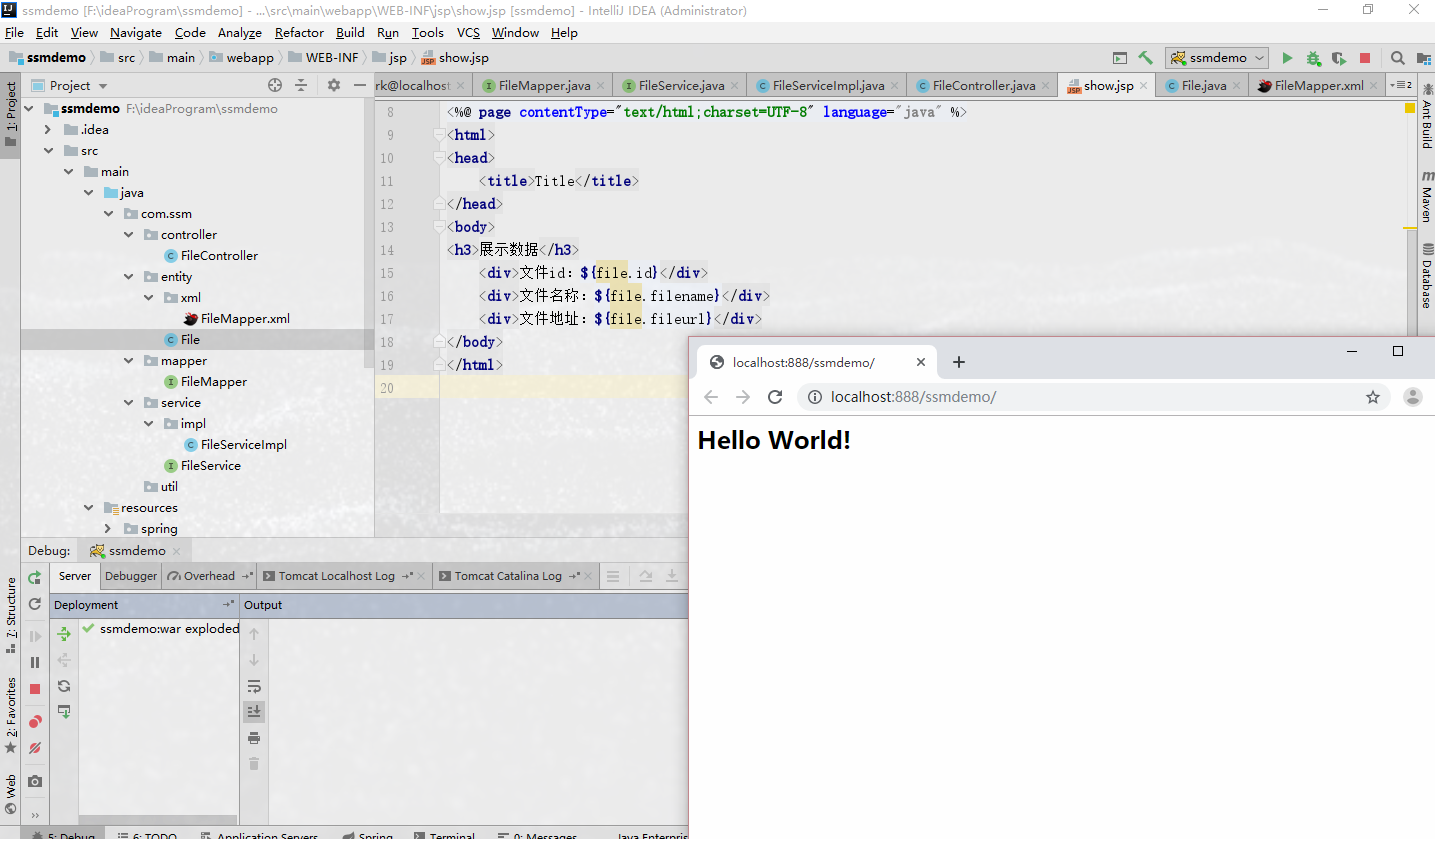 ssmdemo [F:\ideaProgram\ssmdemo] - ...\src\main\webapp\WEB-INF\jsp\show.jsp [ssmdemo] - IntelliJ IDEA (Administrator)
File Edit View Navigate Code Analyze Refactor Build Run Tools VCS Window Help
ssmdemo src main webapp WEB-INF jsp show.jsp ssmdemo
Project
rk@localhost FileMapper.java FileService.java FileServiceImpl.java FileController.java show.jsp File.java FileMapper.xml 2
1: Project
ssmdemo F:\ideaProgram\ssmdemo
.idea
src
main
java
com.ssm
controller
FileController
entity
xml
FileMapper.xml
File
mapper
FileMapper
service
impl
FileServiceImpl
FileService
util
resources
spring
8 <%@ page contentType="text/html;charset=UTF-8" language="java" %>
9 <html>
10 <head>
11 <title>Title</title>
12 </head>
13 <body>
14 <h3>展示数据</h3>
15 <div>文件id：${file.id}</div>
16 <div>文件名称：${file.filename}</div>
17 <div>文件地址：${file.fileurl}</div>
18 </body>
19 </html>
20
Ant Build
Maven
Database
localhost:888/ssmdemo/
localhost:888/ssmdemo/
Hello World!
Debug: ssmdemo
Server Debugger Overhead Tomcat Localhost Log Tomcat Catalina Log
Deployment Output
ssmdemo:war exploded
7: Structure
2: Favorites
Web
5: Debug 6: TODO Application Servers Spring Terminal 0: Messages Java Enterpris